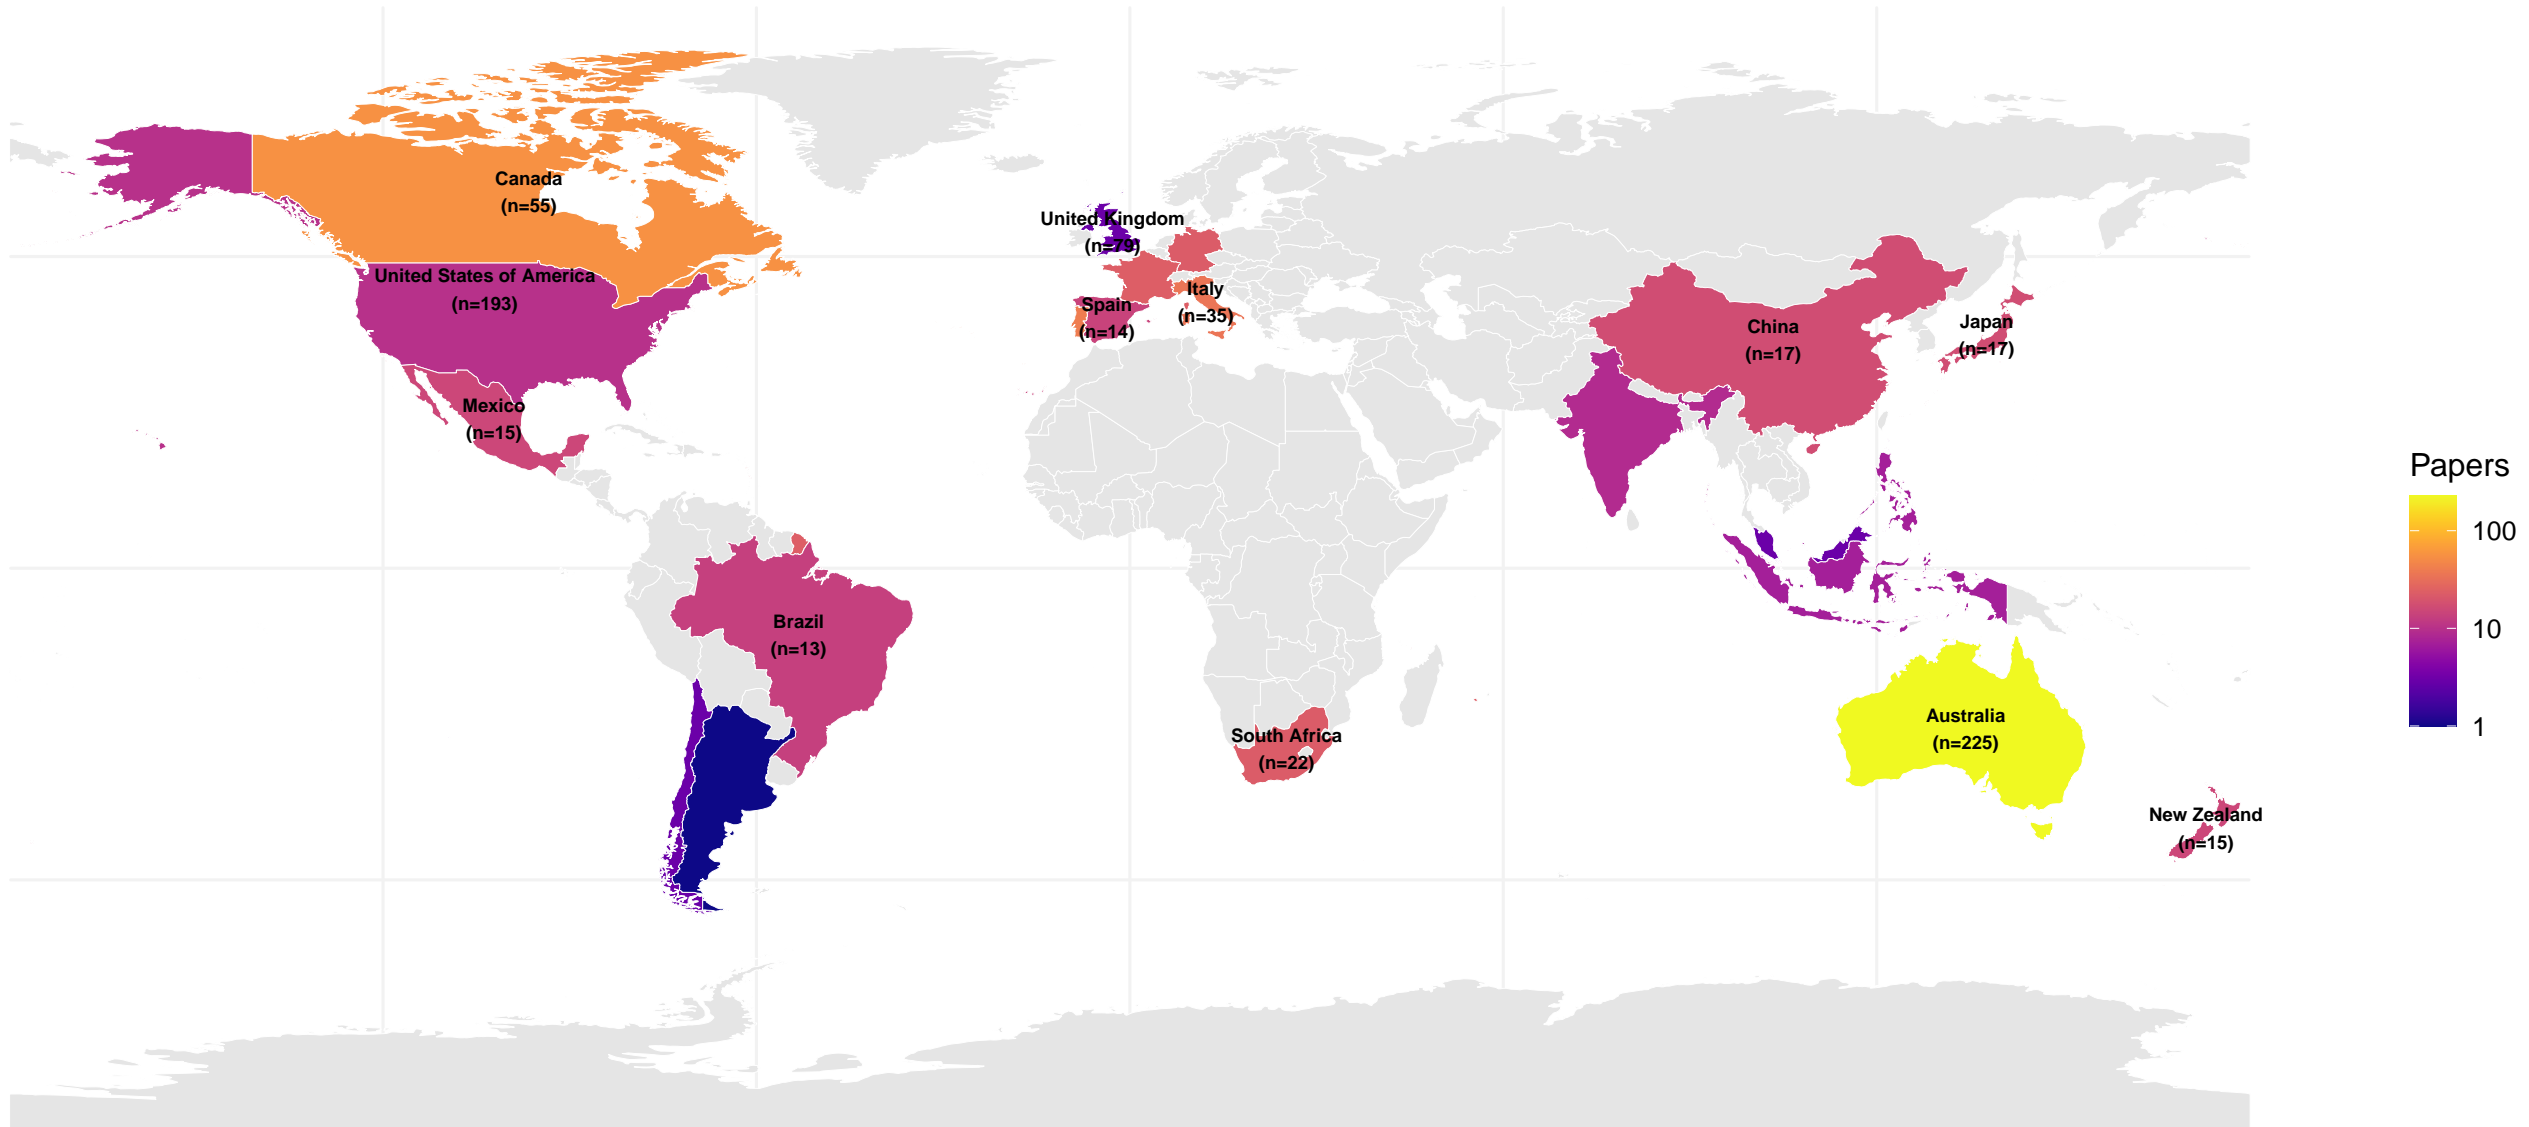 Canada
(n=55)
United Kingdom
(n=79)
United States of America
(n=193)
Italy
(n=35)
Spain
(n=14)
China
(n=17)
Japan
(n=17)
Mexico
(n=15)
Papers
100
10
1
Brazil
(n=13)
Australia
(n=225)
South Africa
(n=22)
New Zealand
(n=15)